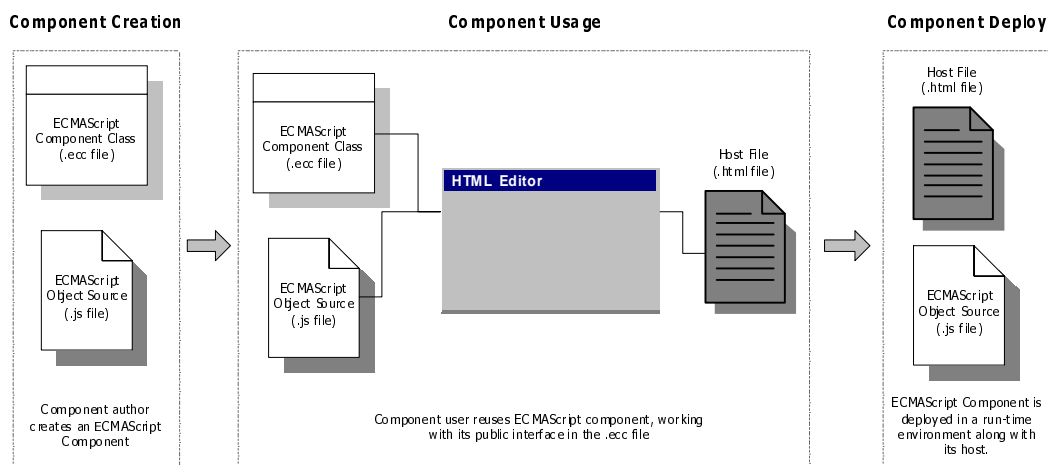 Component Creation
ECMAScript
Component Class
(.ecc file)
ECMAScript
Object Source
(.js file)
Component author
creates an ECMAScript
Component
Component Usage
ECMAScript
Component Class
(.ecc file)
ECMAScript
Object Source
(.js file)
HTML Editor
Host File
(.html file)
Component user reuses ECMAScript component, working
with its public interface in the .ecc file
Component Deploy
Host File
(.html file)
ECMAScript
Object Source
(.js file)
ECMAScript Component is
deployed in a run-time
environment along with
its host.